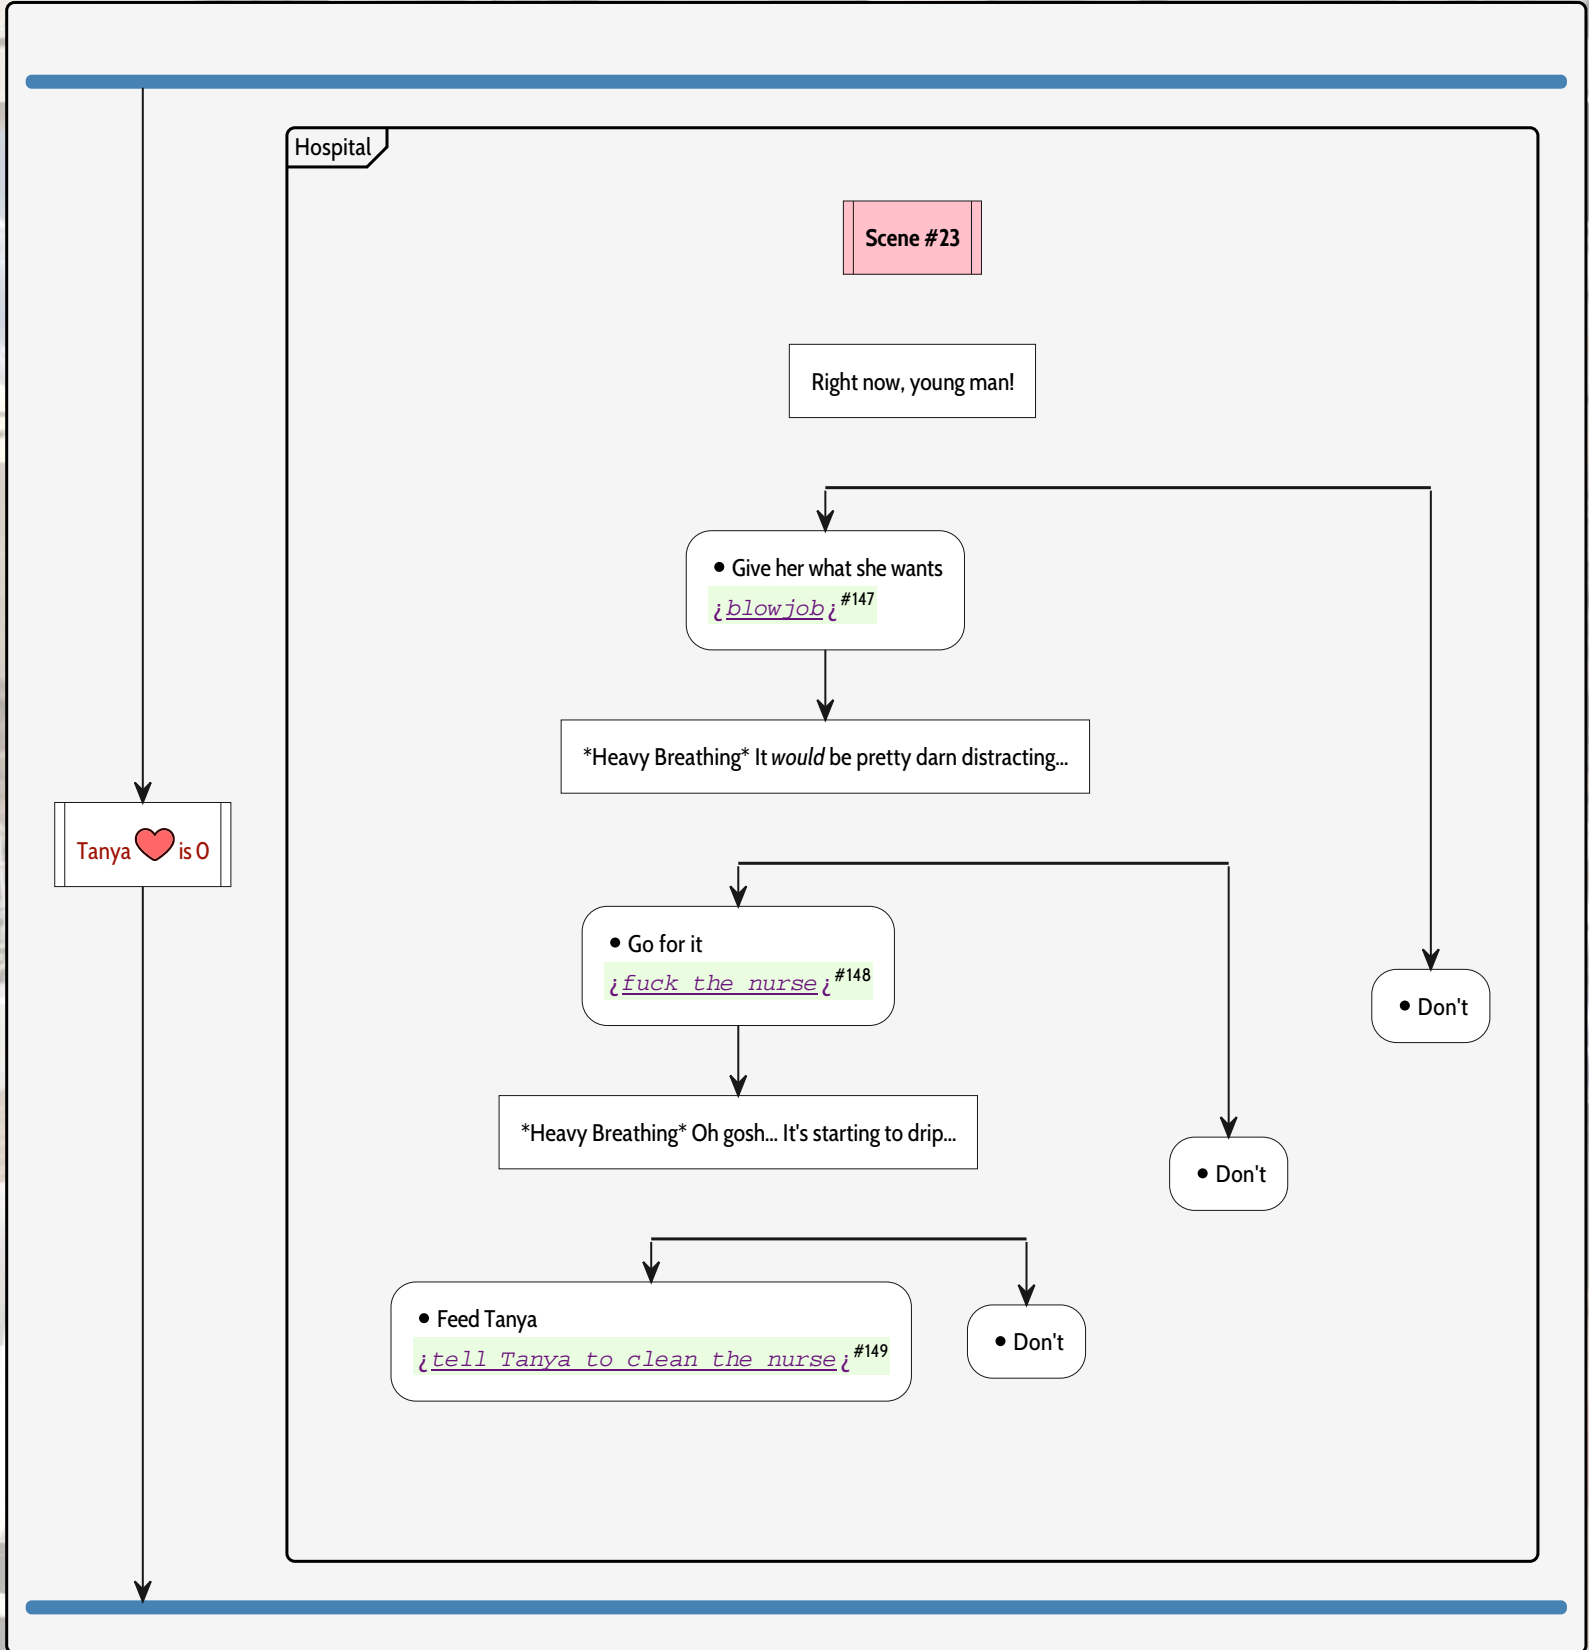 Hospital
Scene #23
Right now, young man!
• Give her what she wants
¿blowjob¿#147
*Heavy Breathing* It would be pretty darn distracting...
Tanya ❤ is 0
• Go for it
¿fuck the nurse¿#148
• Don't
*Heavy Breathing* Oh gosh... It's starting to drip...
• Don't
• Feed Tanya
¿tell Tanya to clean the nurse¿#149
• Don't